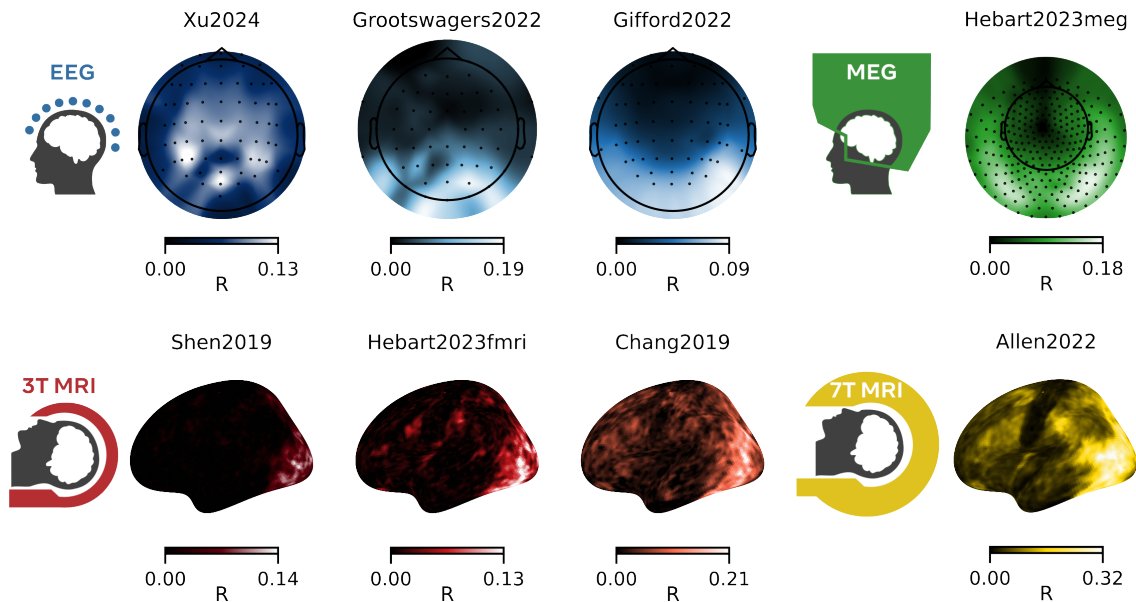 Xu2024
Grootswagers2022
Gifford2022
Hebart2023meg
EEG
MEG
0.00 0.13
R
0.00 0.19
R
0.00 0.09
R
0.00 0.18
R
Shen2019
Hebart2023fmri
Chang2019
Allen2022
3T MRI
7T MRI
0.00 0.14
R
0.00 0.13
R
0.00 0.21
R
0.00 0.32
R